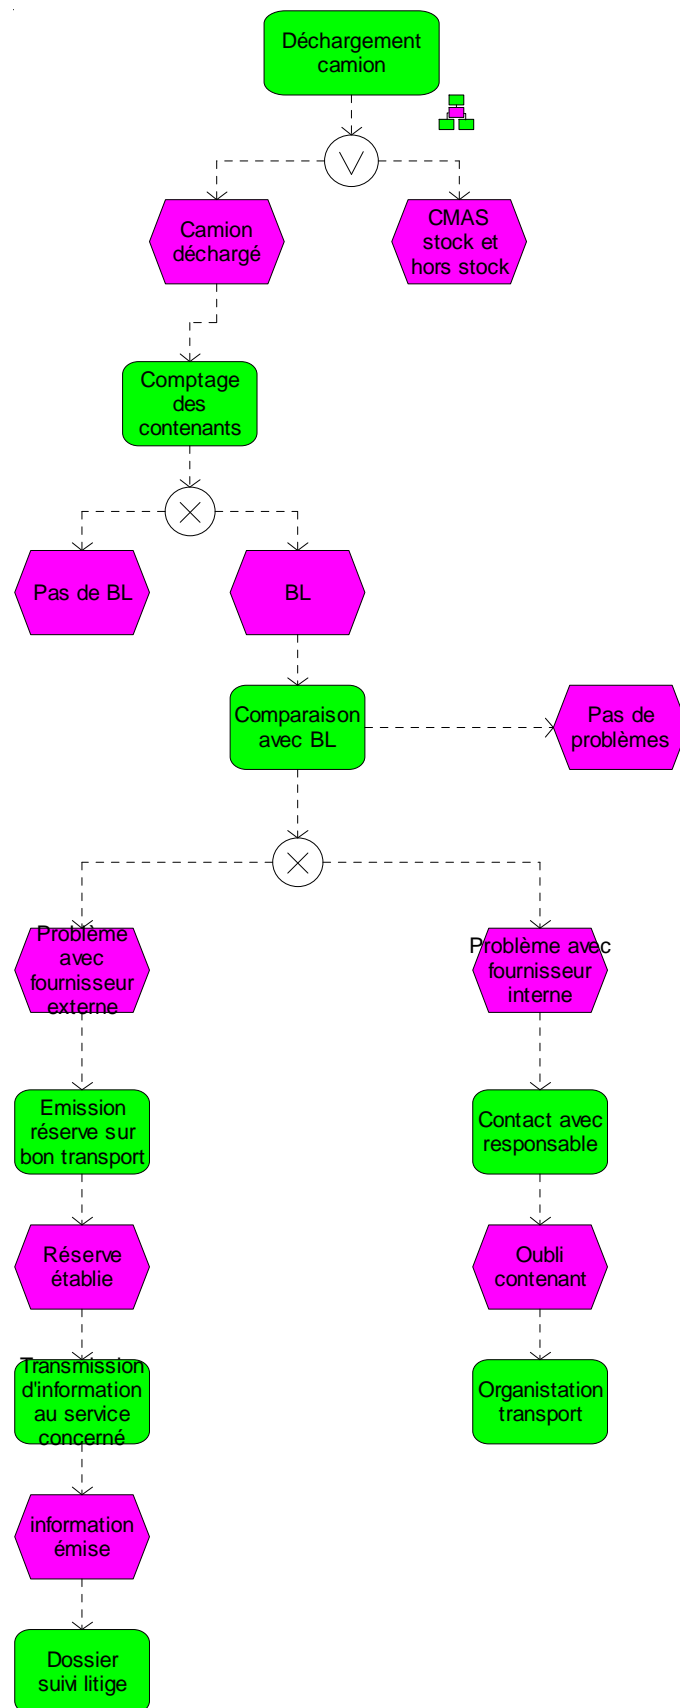 Déchargement
camion
Camion
déchargé
CMAS
stock et
hors stock
Comptage
des
contenants
Pas de BL
BL
Comparaison
avec BL
Pas de
problèmes
Problème
avec
fournisseur
externe
Problème avec
fournisseur
interne
Emission
réserve sur
bon transport
Contact avec
responsable
Réserve
établie
Oubli
contenant
Transmission
d'information
au service
concerné
Organistation
transport
information
émise
Dossier
suivi litige